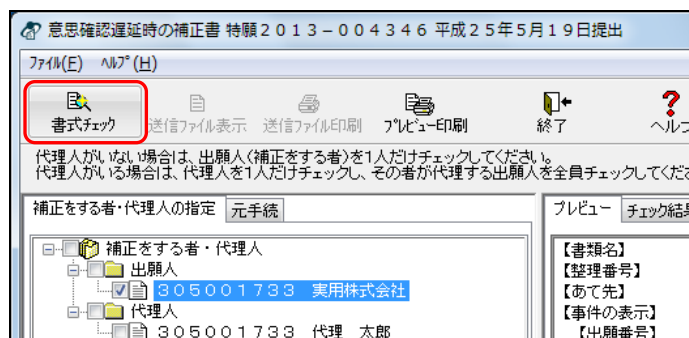 意思確認遅延時の補正書 特願２０１３－００４３４６ 平成２５年５月１９日提出
ﾌｧｲﾙ(F) ﾍﾙﾌﾟ(H)
書式ﾁｪｯｸ 送信ﾌｧｲﾙ表示 送信ﾌｧｲﾙ印刷 ﾌﾟﾚﾋﾞｭｰ印刷 終了 ヘルプ
代理人がいない場合は、出願人(補正をする者)を1人だけチェックしてください。
代理人がいる場合は、代理人を1人だけチェックし、その者が代理する出願人を全員チェックしてくださ
補正をする者・代理人の指定 元手続 プレビュー チェック結果
補正をする者・代理人
出願人
３０５００１７３３ 実用株式会社
代理人
３０５００１７３３ 代理 太郎
【書類名】
【整理番号】
【あて先】
【事件の表示】
【出願番号】